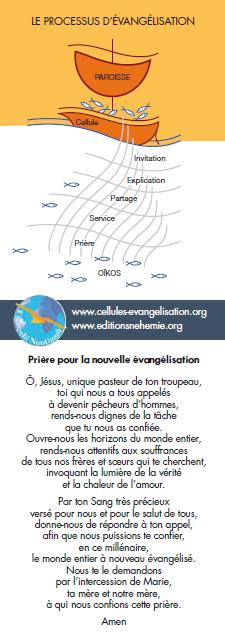 LE PROCESSUS D'ÉVANGÉLISATION
PAROISSE
Cellule
Invitation
Explication
Partage
Service
Prière
OÏKOS
www.cellules-evangelisation.org
www.editionsnehemie.org
Prière pour la nouvelle évangélisation
Ô, Jésus, unique pasteur de ton troupeau,
toi qui nous a tous appelés
à devenir pêcheurs d'hommes,
rends-nous dignes de la tâche
que tu nous as confiée.
Ouvre-nous les horizons du monde entier,
rends-nous attentifs aux souffrances
de tous nos frères et sœurs qui te cherchent,
invoquant la lumière de la vérité
et la chaleur de l'amour.
Par ton Sang très précieux
versé pour nous et pour le salut de tous,
donne-nous de répondre à ton appel,
afin que nous puissions te confier,
en ce millénaire,
le monde entier à nouveau évangélisé.
Nous te le demandons
par l'intercession de Marie,
ta mère et notre mère,
à qui nous confions cette prière.
Amen